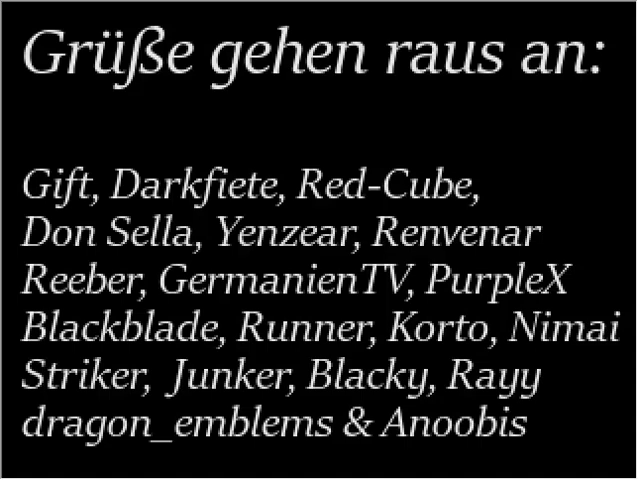 Grüße gehen raus an:
Gift, Darkfiete, Red-Cube,
Don Sella, Yenzear, Renvenar
Reeber, GermanienTV, PurpleX
Blackblade, Runner, Korto, Nimai
Striker, Junker, Blacky, Rayy
dragon_emblems & Anoobis